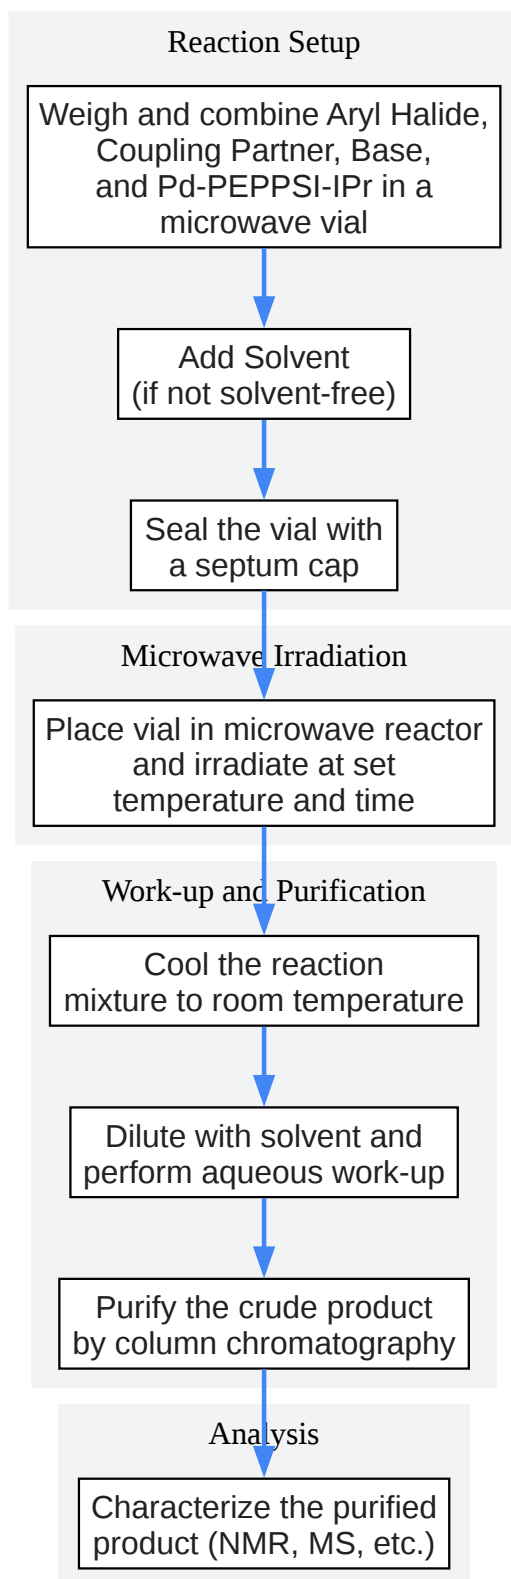 Reaction Setup
Weigh and combine Aryl Halide,
Coupling Partner, Base,
and Pd-PEPPSI-IPr in a
microwave vial
Add Solvent
(if not solvent-free)
Seal the vial with
a septum cap
Microwave Irradiation
Place vial in microwave reactor
and irradiate at set
temperature and time
Work-up and Purification
Cool the reaction
mixture to room temperature
Dilute with solvent and
perform aqueous work-up
Purify the crude product
by column chromatography
Analysis
Characterize the purified
product (NMR, MS, etc.)